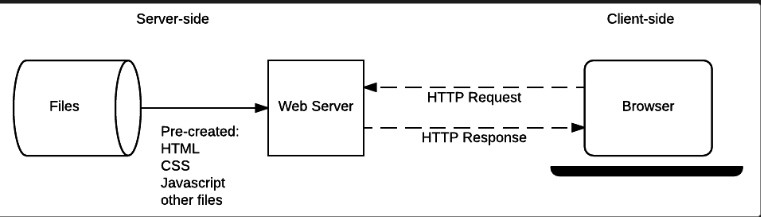 Server-side
Client-side
Files
Web Server
Browser
HTTP Request
HTTP Response
Pre-created:
HTML
CSS
Javascript
other files